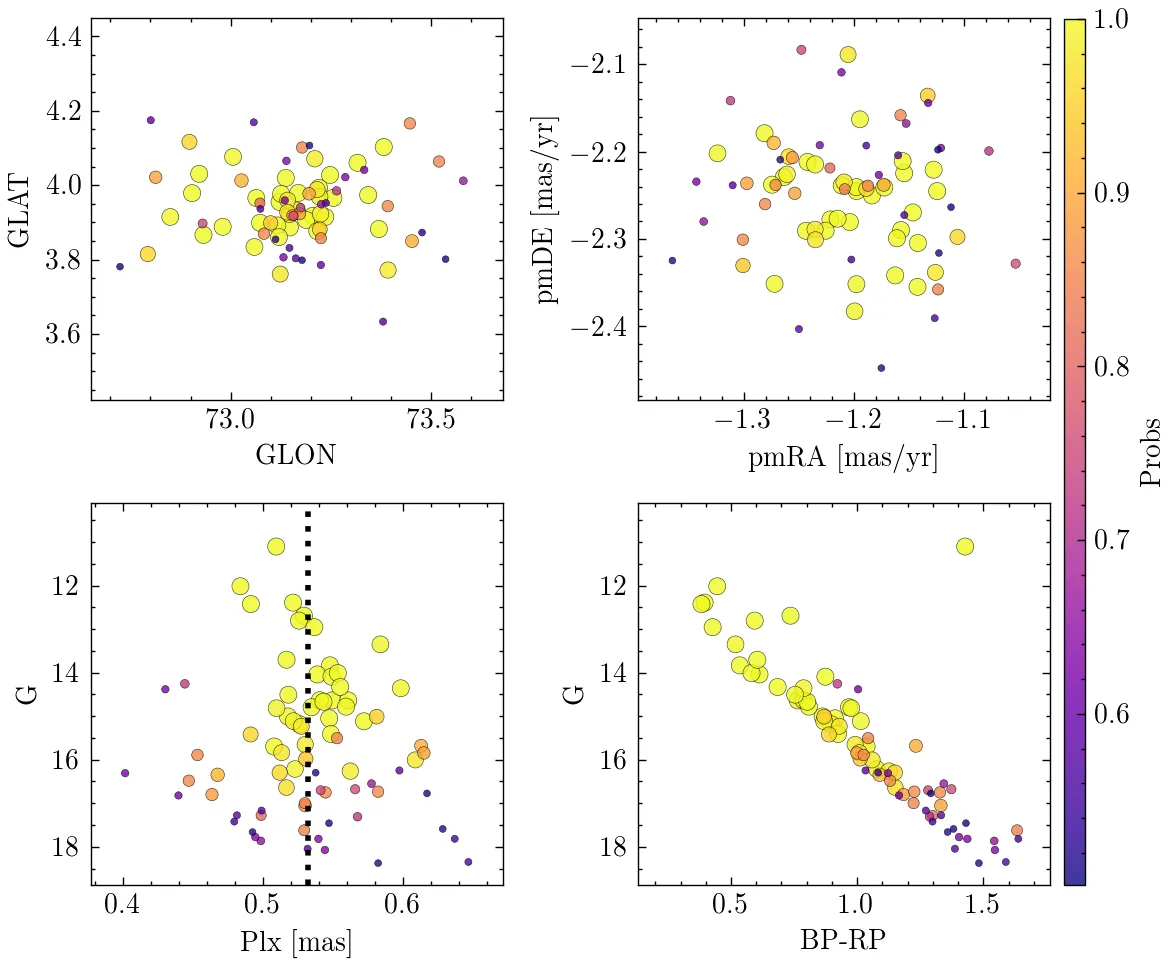 4.4
4.2
4.0
3.8
3.6
GLAT
73.0 73.5
GLON
−2.1
−2.2
−2.3
−2.4
pmDE [mas/yr]
−1.3 −1.2 −1.1
pmRA [mas/yr]
1.0
0.9
0.8
0.7
0.6
Probs
12
14
16
18
G
0.4 0.5 0.6
Plx [mas]
12
14
16
18
G
0.5 1.0 1.5
BP-RP